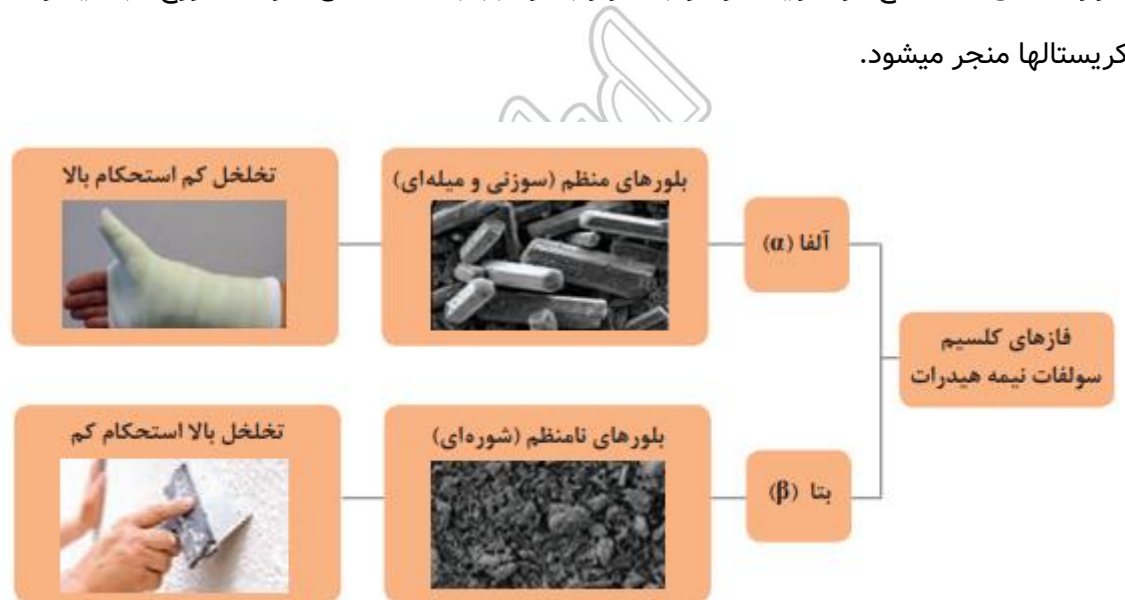 کریستالها منجر میشود.
فازهای کلسیم
سولفات نیمه هیدرات
آلفا (α)
بلورهای منظم (سوزنی و میله‌ای)
تخلخل کم استحکام بالا
بتا (β)
بلورهای نامنظم (شوره‌ای)
تخلخل بالا استحکام کم